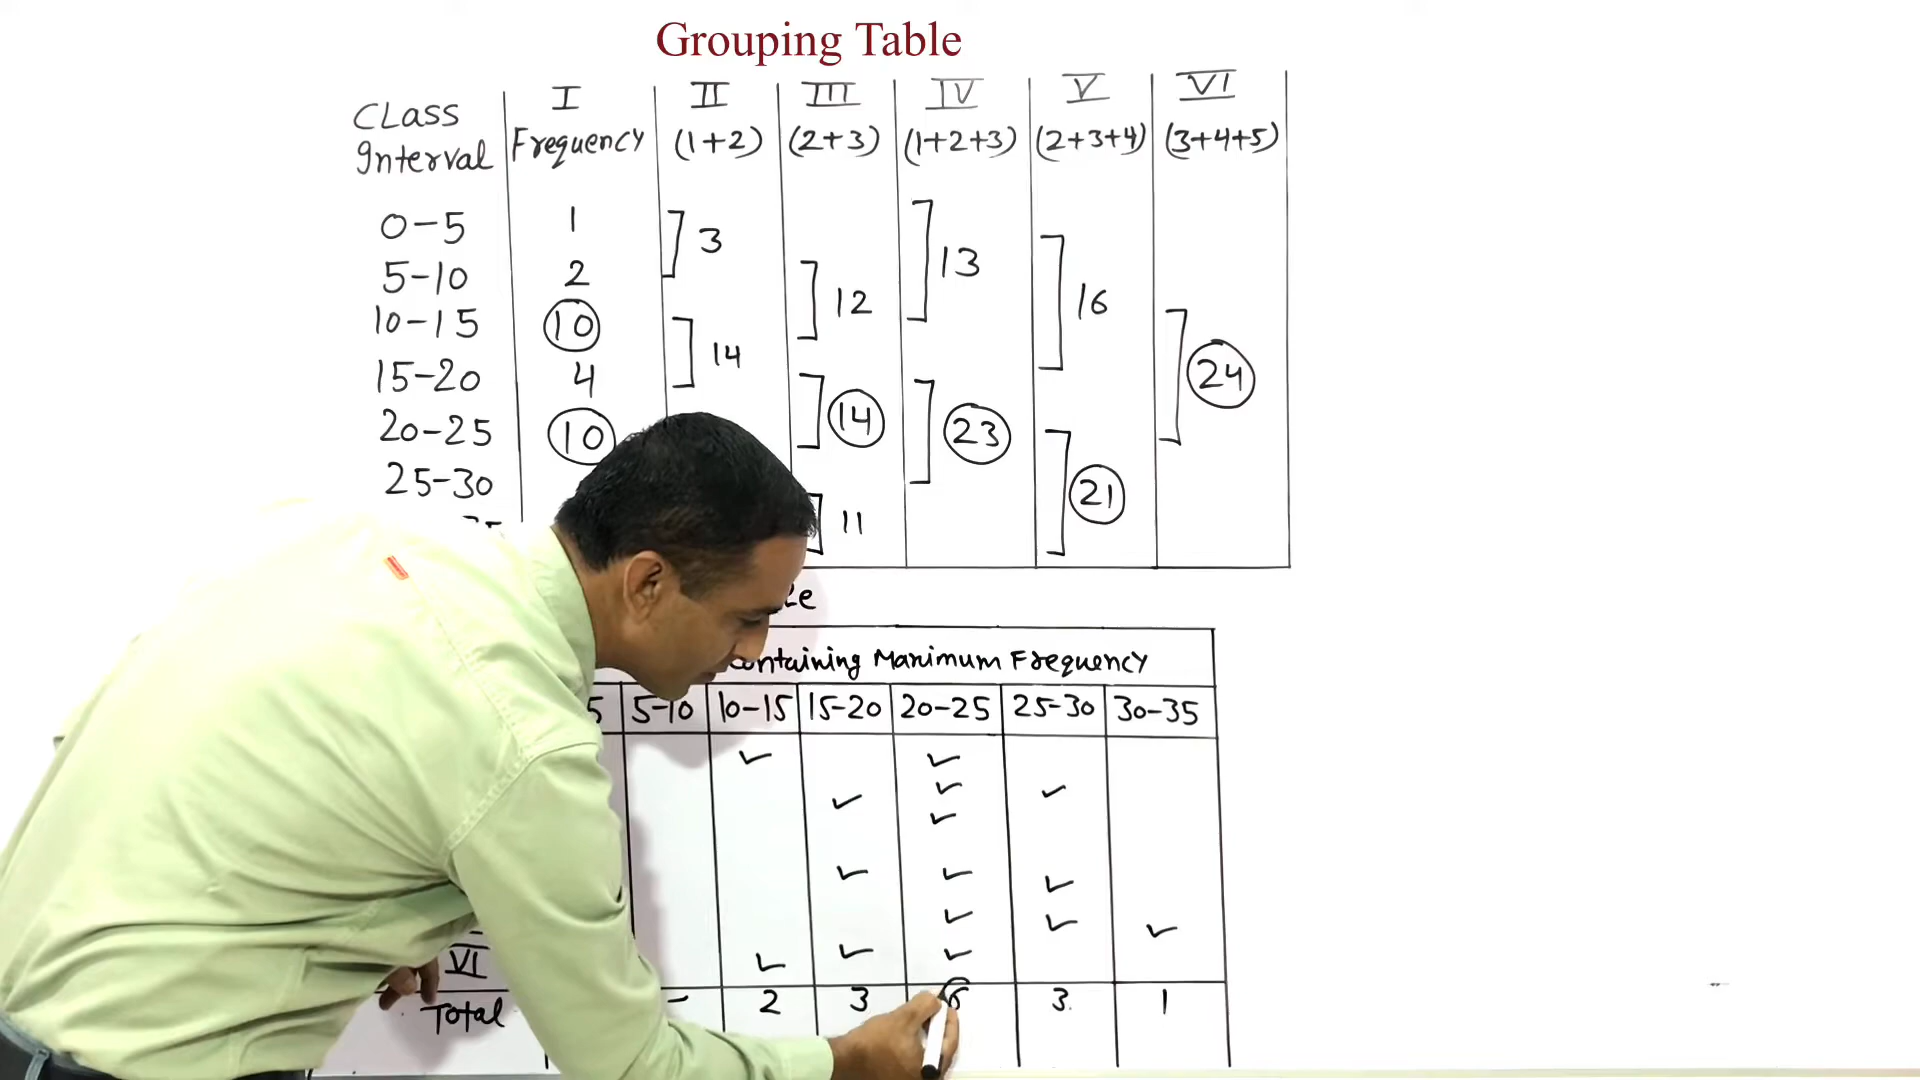 Grouping Table
I II III IV V VI
CLass Interval Frequency (1+2) (2+3) (1+2+3) (2+3+4) (3+4+5)
0-5 1 3 13
5-10 2 12 16
10-15 10 14
15-20 4 14 24
20-25 10 23
25-30 21
11
Containing Manimum Frequency
5 5-10 10-15 15-20 20-25 25-30 30-35
✓ ✓
✓ ✓ ✓
✓
✓ ✓ ✓
✓ ✓ ✓
VI ✓ ✓ ✓
Total - 2 3 6 3 1